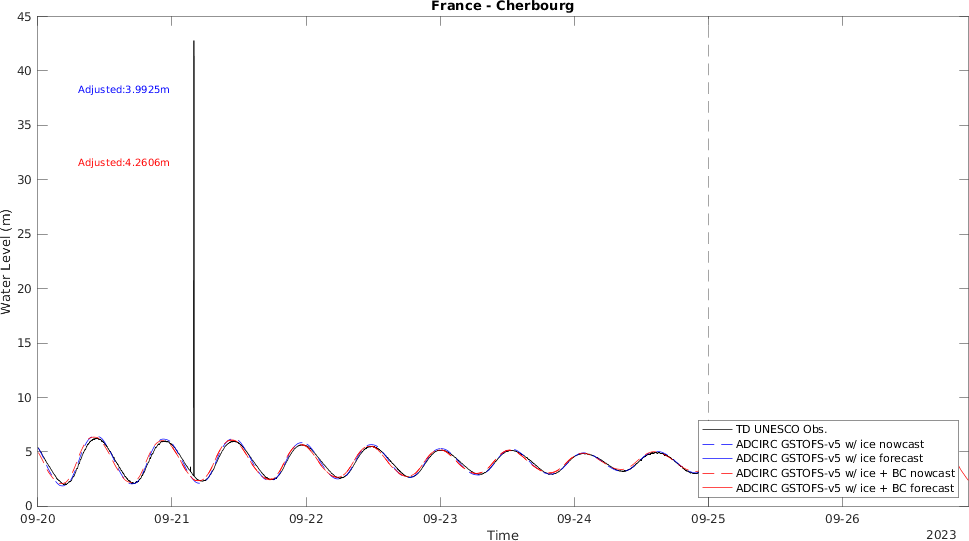 France - Cherbourg
45
40
35
30
25
20
15
10
5
0
Water Level (m)
Adjusted:3.9925m
Adjusted:4.2606m
TD UNESCO Obs.
ADCIRC GSTOFS-v5 w/ ice nowcast
ADCIRC GSTOFS-v5 w/ ice forecast
ADCIRC GSTOFS-v5 w/ ice + BC nowcast
ADCIRC GSTOFS-v5 w/ ice + BC forecast
09-20 09-21 09-22 09-23 09-24 09-25 09-26
Time
2023